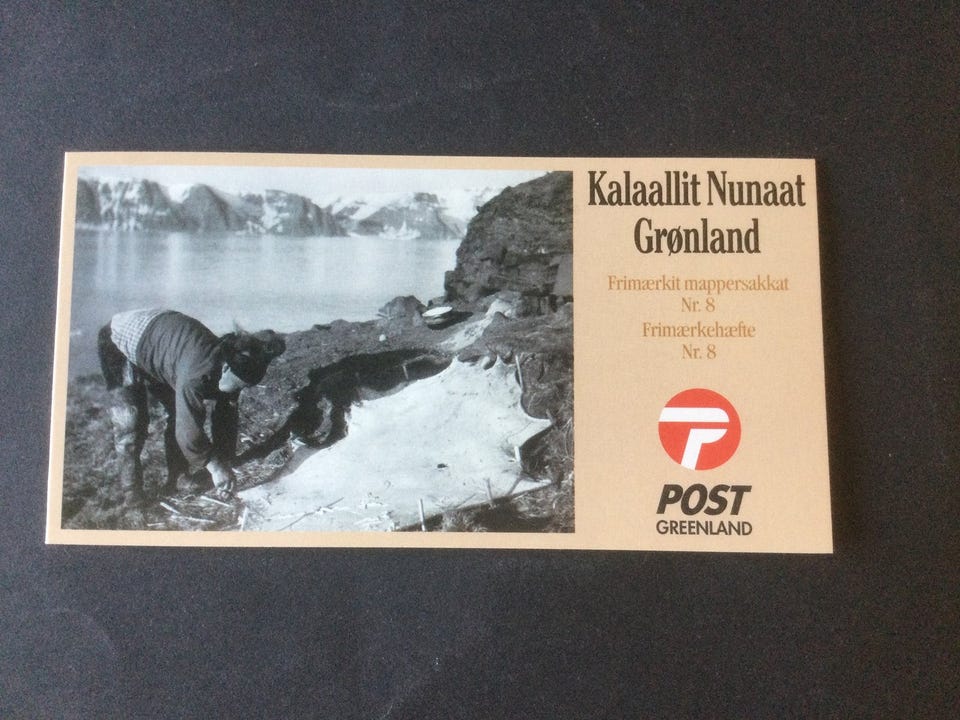 Kalaallit Nunaat
Grønland
Frimærkit mappersakkat
Nr. 8
Frimærkehæfte
Nr. 8
POST
GREENLAND